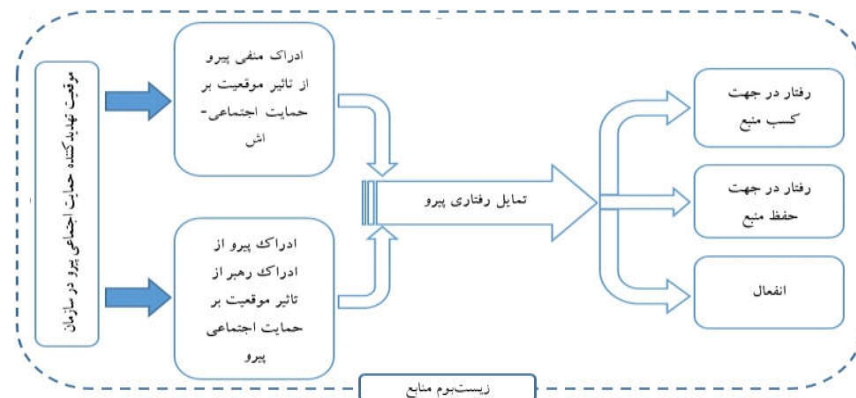 موقعیت تهدیدکننده حمایت اجتماعی پیرو در سازمان
ادراک منفی پیرو
از تاثیر موقعیت بر
حمایت اجتماعی-
اش
ادراک پیرو از
ادراک رهبر از
تاثیر موقعیت بر
حمایت اجتماعی
پیرو
تمایل رفتاری پیرو
رفتار در جهت
کسب منبع
رفتار در جهت
حفظ منبع
انفعال
زیست‌بوم منابع